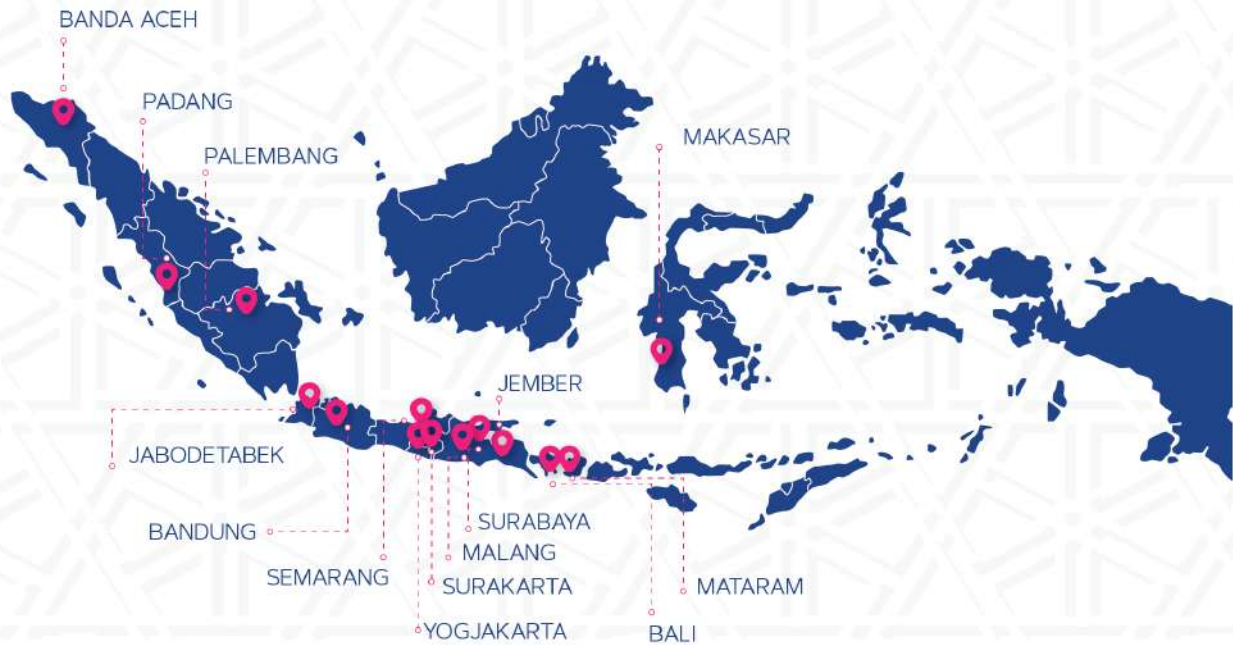 BANDA ACEH
PADANG
PALEMBANG
MAKASAR
JEMBER
JABODETABEK
BANDUNG
SURABAYA
MALANG
SEMARANG
SURAKARTA
MATARAM
YOGJAKARTA
BALI